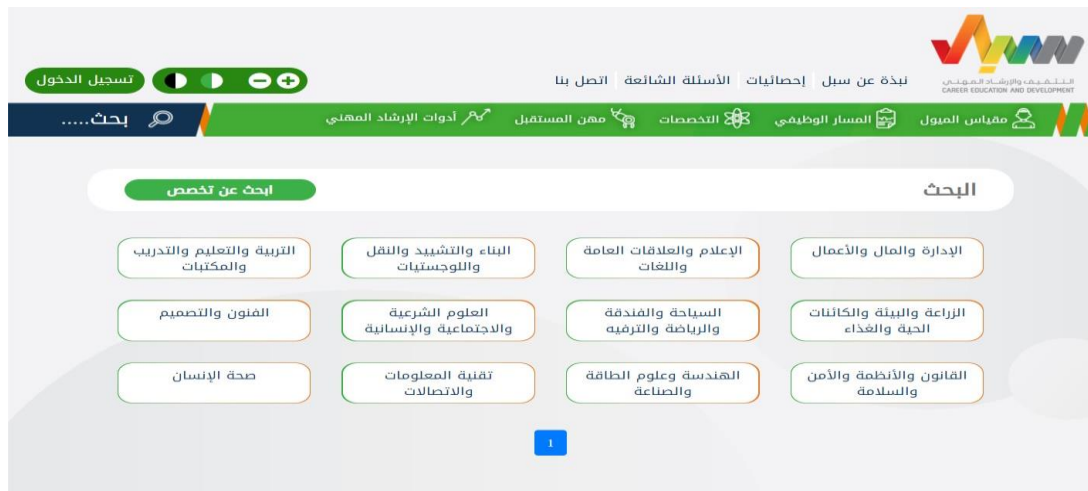 سبل
التثقيف والإرشاد المهني
CAREER EDUCATION AND DEVELOPMENT
نبذة عن سبل
إحصائيات
الأسئلة الشائعة
اتصل بنا
تسجيل الدخول
مقياس الميول
المسار الوظيفي
التخصصات
مهن المستقبل
أدوات الإرشاد المهني
بحث.....
البحث
ابحث عن تخصص
الإدارة والمال والأعمال
الإعلام والعلاقات العامة
واللغات
البناء والتشييد والنقل
واللوجستيات
التربية والتعليم والتدريب
والمكتبات
الزراعة والبيئة والكائنات
الحية والغذاء
السياحة والفندقة
والرياضة والترفيه
العلوم الشرعية
والاجتماعية والإنسانية
الفنون والتصميم
القانون والأنظمة والأمن
والسلامة
الهندسة وعلوم الطاقة
والصناعة
تقنية المعلومات
والاتصالات
صحة الإنسان
1